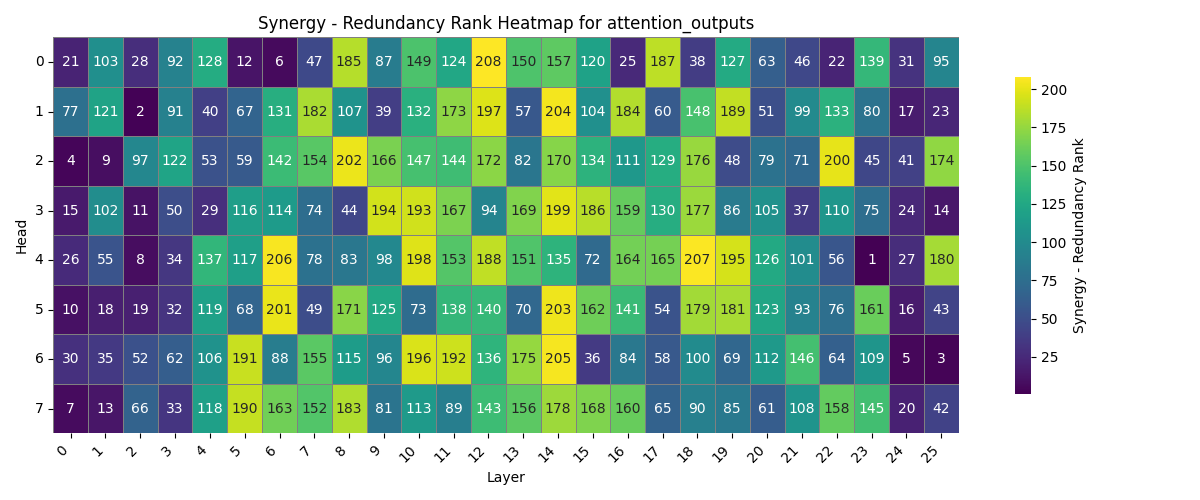 Synergy - Redundancy Rank Heatmap for attention_outputs
0 21 103 28 92 128 12 6 47 185 87 149 124 208 150 157 120 25 187 38 127 63 46 22 139 31 95
1 77 121 2 91 40 67 131 182 107 39 132 173 197 57 204 104 184 60 148 189 51 99 133 80 17 23
2 4 9 97 122 53 59 142 154 202 166 147 144 172 82 170 134 111 129 176 48 79 71 200 45 41 174
3 15 102 11 50 29 116 114 74 44 194 193 167 94 169 199 186 159 130 177 86 105 37 110 75 24 14
4 26 55 8 34 137 117 206 78 83 98 198 153 188 151 135 72 164 165 207 195 126 101 56 1 27 180
5 10 18 19 32 119 68 201 49 171 125 73 138 140 70 203 162 141 54 179 181 123 93 76 161 16 43
6 30 35 52 62 106 191 88 155 115 96 196 192 136 175 205 36 84 58 100 69 112 146 64 109 5 3
7 7 13 66 33 118 190 163 152 183 81 113 89 143 156 178 168 160 65 90 85 61 108 158 145 20 42
0 1 2 3 4 5 6 7 8 9 10 11 12 13 14 15 16 17 18 19 20 21 22 23 24 25
Layer
Head
200
175
150
125
100
75
50
25
Synergy - Redundancy Rank